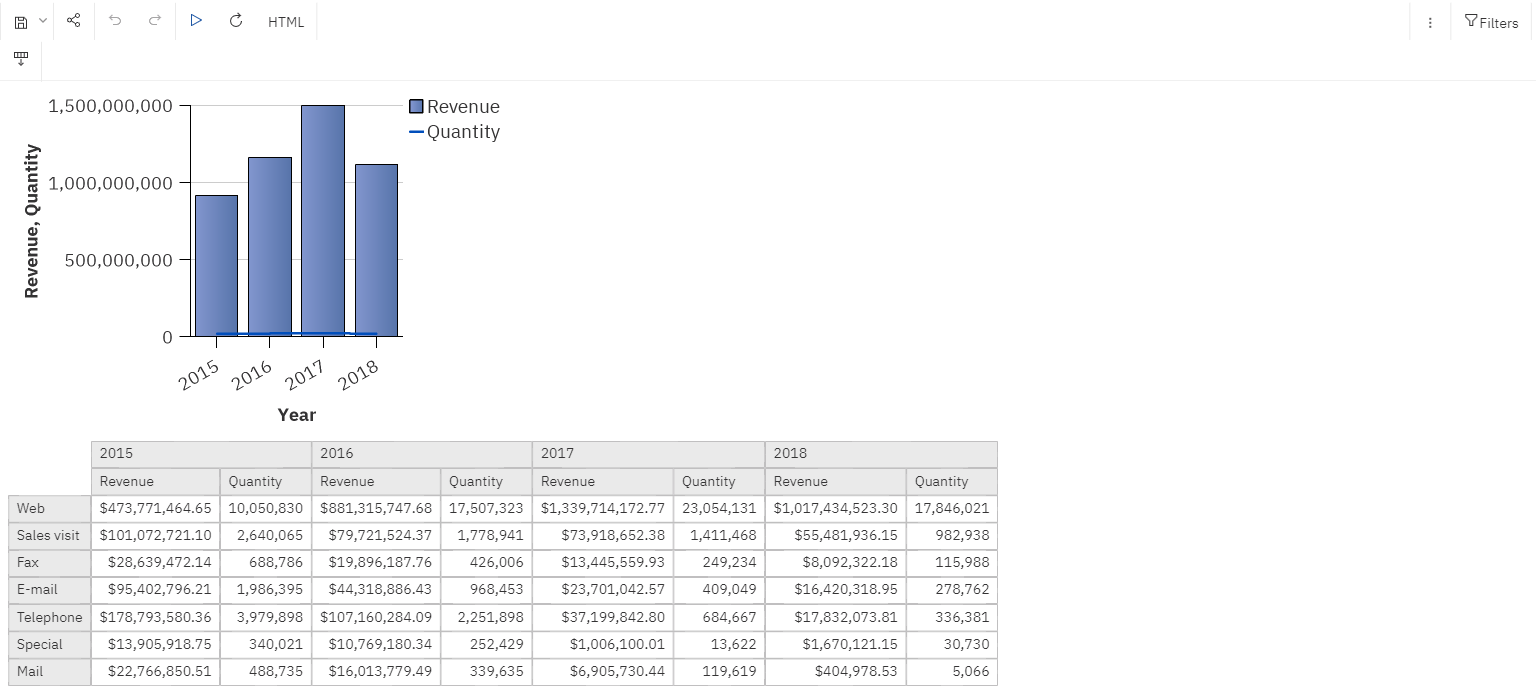 HTML
Filters
1,500,000,000
Revenue
Quantity
1,000,000,000
500,000,000
0
Revenue, Quantity
2015 2016 2017 2018
Year
2015 2016 2017 2018
Revenue Quantity Revenue Quantity Revenue Quantity Revenue Quantity
Web $473,771,464.65 10,050,830 $881,315,747.68 17,507,323 $1,339,714,172.77 23,054,131 $1,017,434,523.30 17,846,021
Sales visit $101,072,721.10 2,640,065 $79,721,524.37 1,778,941 $73,918,652.38 1,411,468 $55,481,936.15 982,938
Fax $28,639,472.14 688,786 $19,896,187.76 426,006 $13,445,559.93 249,234 $8,092,322.18 115,988
E-mail $95,402,796.21 1,986,395 $44,318,886.43 968,453 $23,701,042.57 409,049 $16,420,318.95 278,762
Telephone $178,793,580.36 3,979,898 $107,160,284.09 2,251,898 $37,199,842.80 684,667 $17,832,073.81 336,381
Special $13,905,918.75 340,021 $10,769,180.34 252,429 $1,006,100.01 13,622 $1,670,121.15 30,730
Mail $22,766,850.51 488,735 $16,013,779.49 339,635 $6,905,730.44 119,619 $404,978.53 5,066